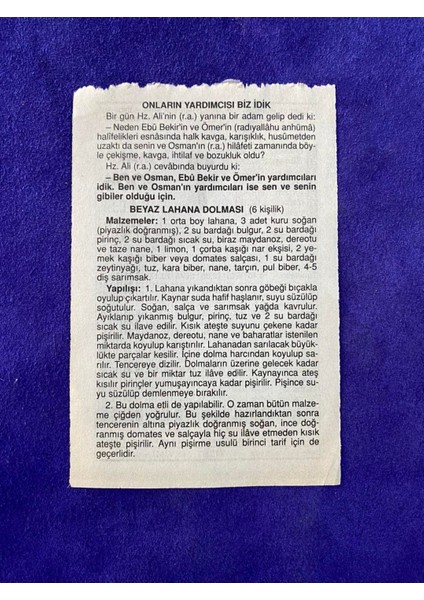 ONLARIN YARDIMCISI BİZ İDİK
Bir gün Hz. Ali'nin (r.a.) yanına bir adam gelip dedi ki:
– Neden Ebû Bekir'in ve Ömer'in (radıyallâhu anhümâ)
halîfelikleri esnâsında halk kavga, karışıklık, husûmetden
uzaktı da senin ve Osman'ın (r.a.) hilâfeti zamanında böy-
le çekişme, kavga, ihtilaf ve bozukluk oldu?
Hz. Ali (r.a.) cevâbında buyurdu ki:
– Ben ve Osman, Ebû Bekir ve Ömer'in yardımcıları
idik. Ben ve Osman'ın yardımcıları ise sen ve senin
gibiler olduğu için.
BEYAZ LAHANA DOLMASI (6 kişilik)
Malzemeler: 1 orta boy lahana, 3 adet kuru soğan
(piyazlık doğranmış), 2 su bardağı bulgur, 2 su bardağı
pirinç, 2 su bardağı sıcak su, biraz maydanoz, dereotu
ve taze nane, 1 limon, 1 çorba kaşığı nar ekşisi, 2 ye-
mek kaşığı biber veya domates salçası, 1 su bardağı
zeytinyağı, tuz, kara biber, nane, tarçın, pul biber, 4-5
diş sarımsak.
Yapılışı: 1. Lahana yıkandıktan sonra göbeği bıçakla
oyulup çıkartılır. Kaynar suda hafif haşlanır, suyu süzülüp
soğutulur. Soğan, salça ve sarımsak yağda kavrulur.
Ayıklanıp yıkanmış bulgur, pirinç, tuz ve 2 su bardağı
sıcak su ilave edilir. Kısık ateşte suyunu çekene kadar
pişirilir. Maydanoz, dereotu, nane ve baharatlar istenilen
miktarda koyulup karıştırılır. Lahanadan sarılacak büyük-
lükte parçalar kesilir. İçine dolma harcından koyulup sa-
rılır. Tencereye dizilir. Dolmaların üzerine gelecek kadar
sıcak su ve bir miktar tuz ilâve edilir. Kaynayınca ateş
kısılır pirinçler yumuşayıncaya kadar pişirilir. Pişince su-
yu süzülüp demlenmeye bırakılır.
2. Bu dolma etli de yapılabilir. O zaman bütün malze-
me çiğden yoğrulur. Bu şekilde hazırlandıktan sonra
tencerenin altına piyazlık doğranmış soğan, ince doğ-
ranmış domates ve salçayla hiç su ilâve etmeden kısık
ateşte pişirilir. Aynı pişirme usulü birinci tarif için de
geçerlidir.